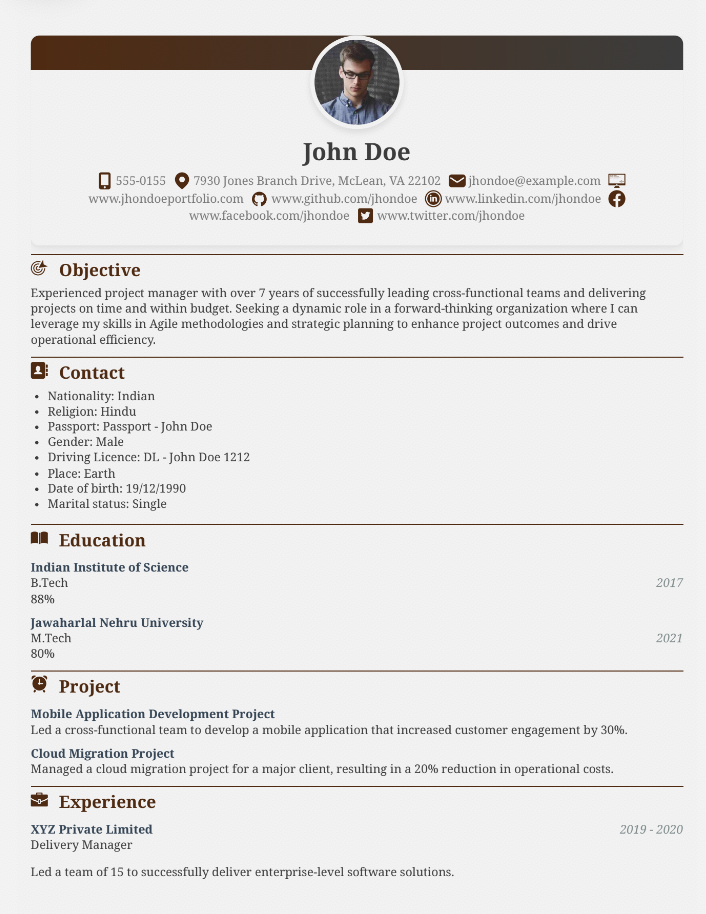 John Doe
555-0155 7930 Jones Branch Drive, McLean, VA 22102 jhondoe@example.com
www.jhondoeportfolio.com www.github.com/jhondoe www.linkedin.com/jhondoe
www.facebook.com/jhondoe www.twitter.com/jhondoe
Objective
Experienced project manager with over 7 years of successfully leading cross-functional teams and delivering
projects on time and within budget. Seeking a dynamic role in a forward-thinking organization where I can
leverage my skills in Agile methodologies and strategic planning to enhance project outcomes and drive
operational efficiency.
Contact
• Nationality: Indian
• Religion: Hindu
• Passport: Passport - John Doe
• Gender: Male
• Driving Licence: DL - John Doe 1212
• Place: Earth
• Date of birth: 19/12/1990
• Marital status: Single
Education
Indian Institute of Science
B.Tech 2017
88%
Jawaharlal Nehru University
M.Tech 2021
80%
Project
Mobile Application Development Project
Led a cross-functional team to develop a mobile application that increased customer engagement by 30%.
Cloud Migration Project
Managed a cloud migration project for a major client, resulting in a 20% reduction in operational costs.
Experience
XYZ Private Limited 2019 - 2020
Delivery Manager
Led a team of 15 to successfully deliver enterprise-level software solutions.